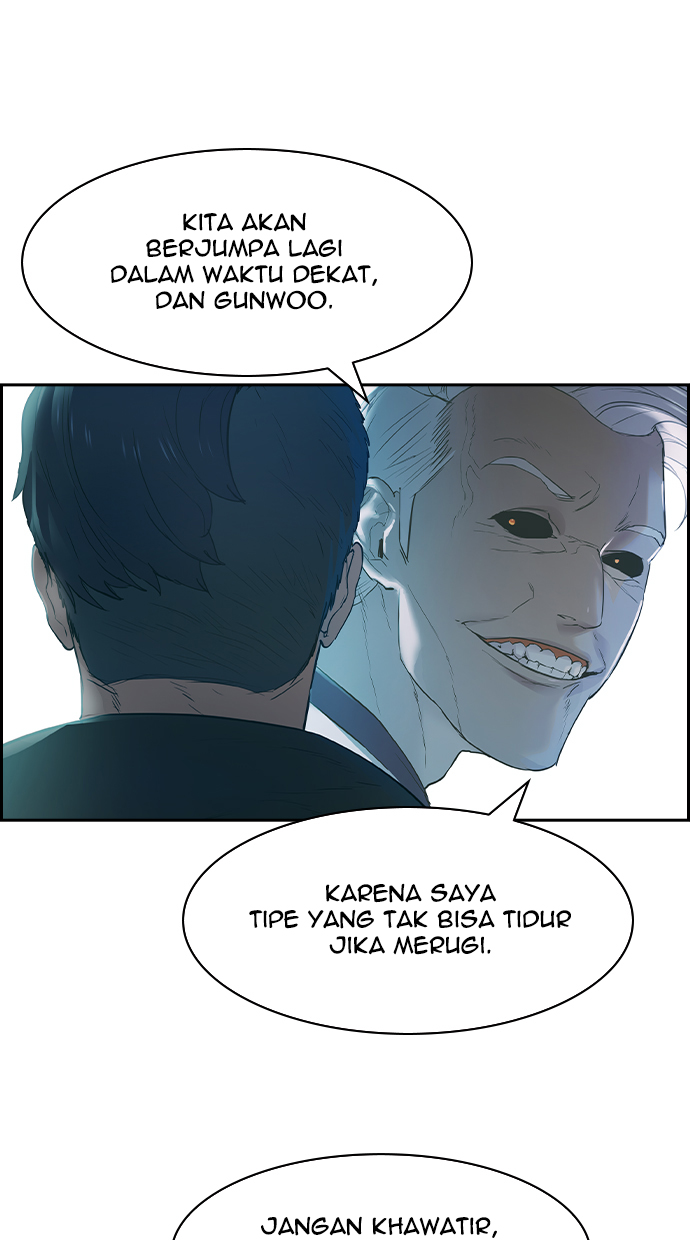 KITA AKAN
BERJUMPA LAGI
DALAM WAKTU DEKAT,
DAN GUNWOO.
KARENA SAYA
TIPE YANG TAK BISA TIDUR
JIKA MERUGI.
JANGAN KHAWATIR,